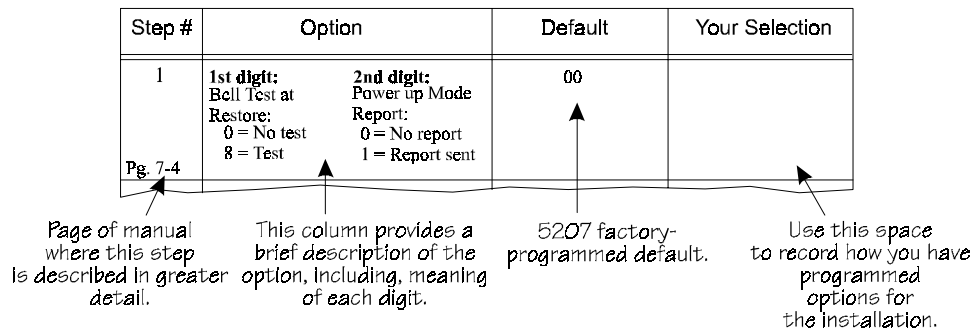 Step # Option Default Your Selection
1 1st digit: 2nd digit: 00
Bell Test at Power up Mode
Restore: Report:
0 = No test 0 = No report
8 = Test 1 = Report sent
Pg. 7-4
Page of manual
where this step
is described in greater
detail.
This column provides a
brief description of the
option, including, meaning
of each digit.
5207 factory-
programmed default.
Use this space
to record how you have
programmed
options for
the installation.